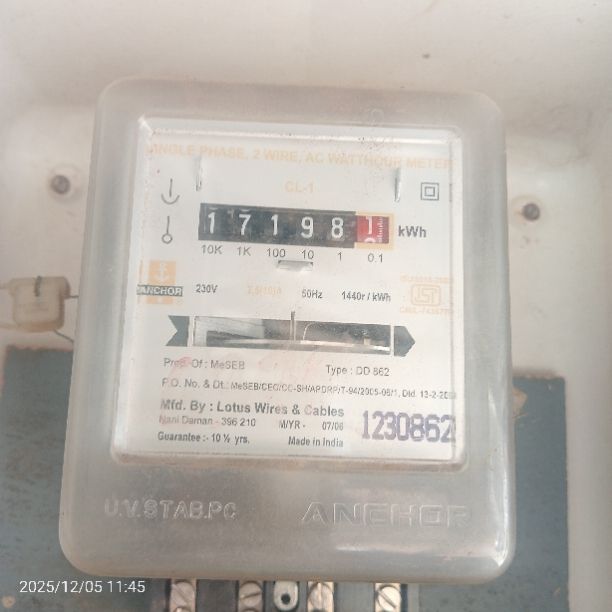 SINGLE PHASE, 2 WIRE, AC WATTHOUR METER
CL-1
1 7 1 9 8 1 kWh
10K 1K 100 10 1 0.1
ANCHOR
230V 50Hz 1440r / kWh
Prop.Of : MeSEB Type : DD 862
Mfd. By : Lotus Wires & Cables
Nani Daman - 396 210 M/YR - 07/06
1230862
Guarantee :- 10 ½ yrs. Made in India
U.V.STAB.PC ANCHOR
2025/12/05 11:45